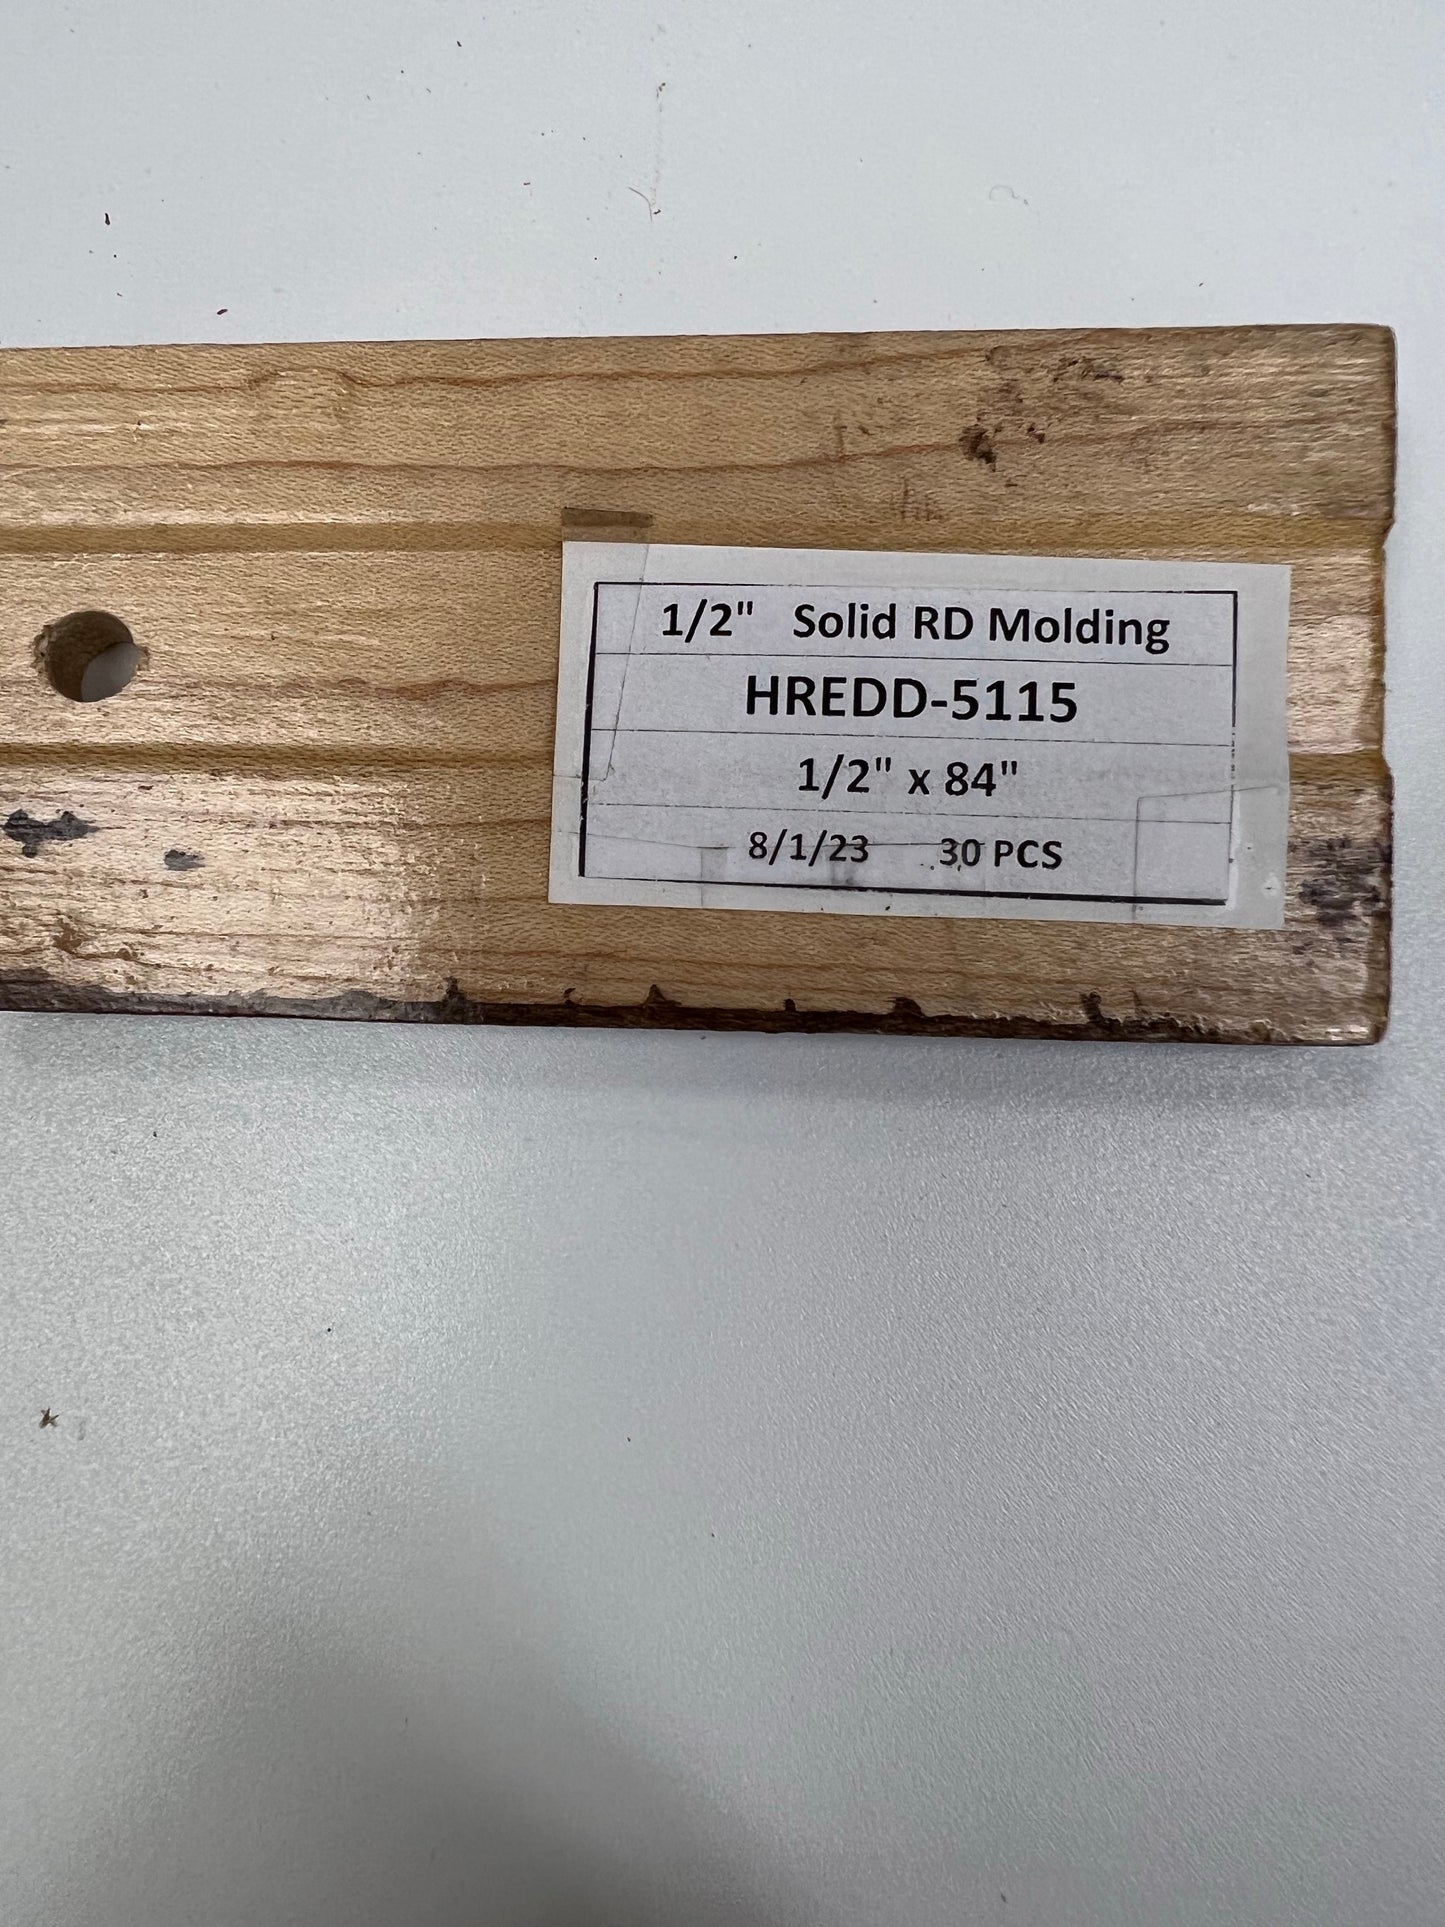 1/2" Solid RD Molding
HREDD-5115
1/2" x 84"
8/1/23 30 PCS